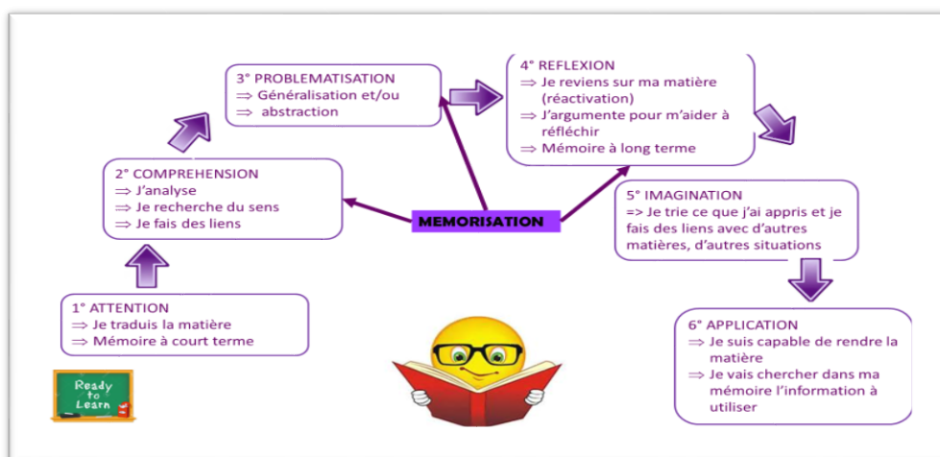 1° ATTENTION
⇒ Je traduis la matière
⇒ Mémoire à court terme
2° COMPREHENSION
⇒ J'analyse
⇒ Je recherche du sens
⇒ Je fais des liens
3° PROBLEMATISATION
⇒ Généralisation et/ou
⇒ abstraction
4° REFLEXION
⇒ Je reviens sur ma matière
(réactivation)
⇒ J'argumente pour m'aider à
réfléchir
⇒ Mémoire à long terme
MEMORISATION
5° IMAGINATION
=> Je trie ce que j'ai appris et je
fais des liens avec d'autres
matières, d'autres situations
6° APPLICATION
⇒ Je suis capable de rendre la
matière
⇒ Je vais chercher dans ma
mémoire l'information à
utiliser
Ready
to
Learn